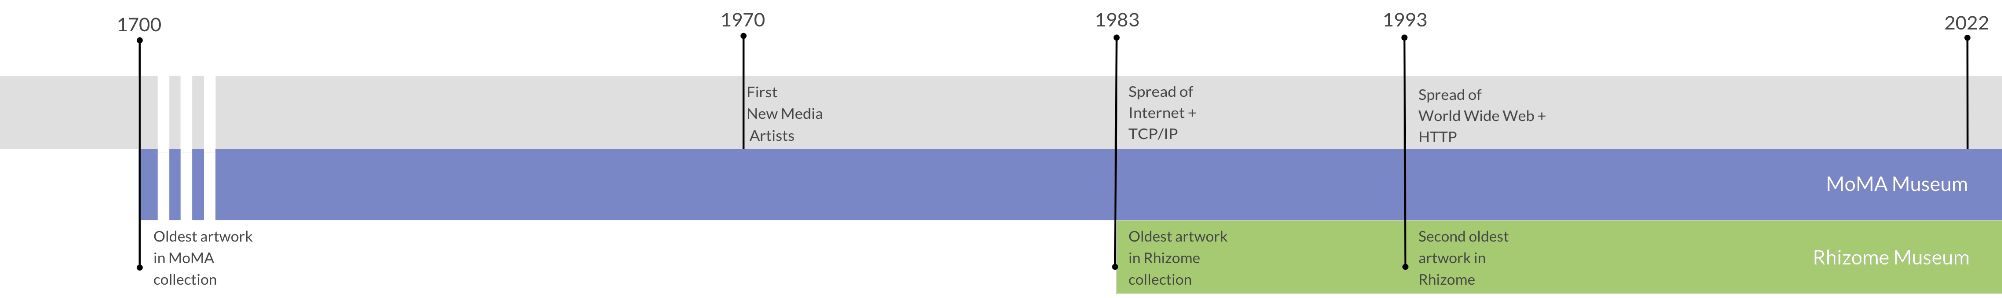 1700
1970
1983
1993
2022
First
New Media
Artists
Spread of
Internet +
TCP/IP
Spread of
World Wide Web +
HTTP
MoMA Museum
Oldest artwork
in MoMA
collection
Oldest artwork
in Rhizome
collection
Second oldest
artwork in
Rhizome
Rhizome Museum